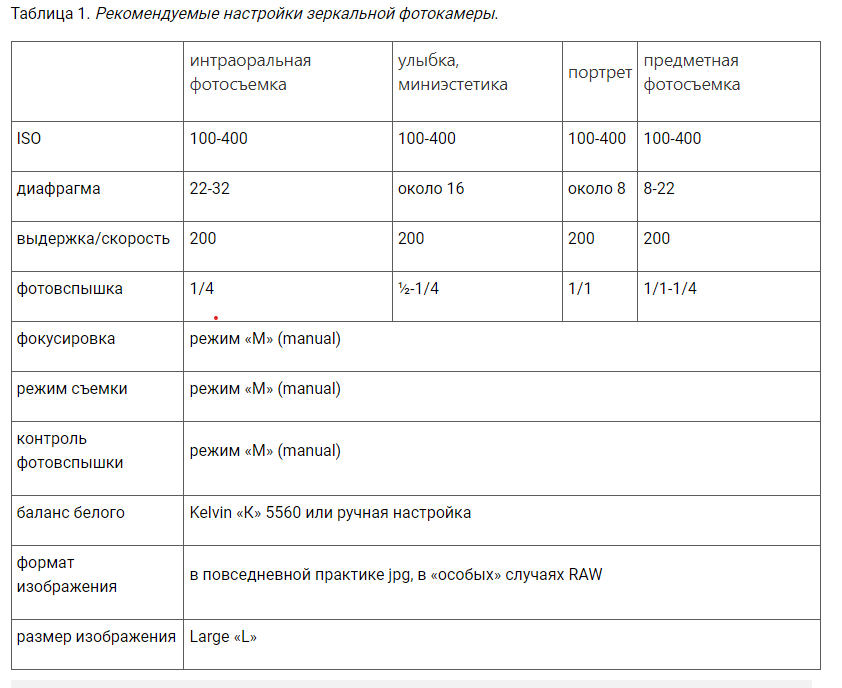 Таблица 1. Рекомендуемые настройки зеркальной фотокамеры.
интраоральная фотосъемка улыбка, миниэстетика портрет предметная фотосъемка
ISO 100-400 100-400 100-400 100-400
диафрагма 22-32 около 16 около 8 8-22
выдержка/скорость 200 200 200 200
фотовспышка 1/4 ½-1/4 1/1 1/1-1/4
фокусировка режим «М» (manual)
режим съемки режим «М» (manual)
контроль фотовспышки режим «М» (manual)
баланс белого Kelvin «К» 5560 или ручная настройка
формат изображения в повседневной практике jpg, в «особых» случаях RAW
размер изображения Large «L»